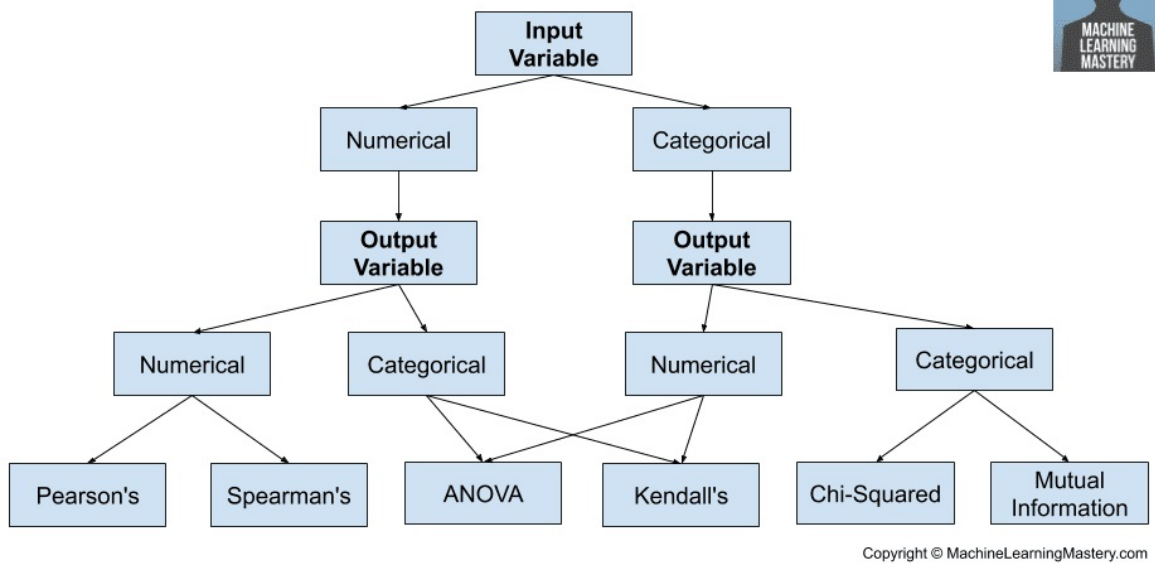 MACHINE
LEARNING
MASTERY
Input
Variable
Numerical
Categorical
Output
Variable
Output
Variable
Numerical
Categorical
Numerical
Categorical
Pearson's
Spearman's
ANOVA
Kendall's
Chi-Squared
Mutual
Information
Copyright © MachineLearningMastery.com